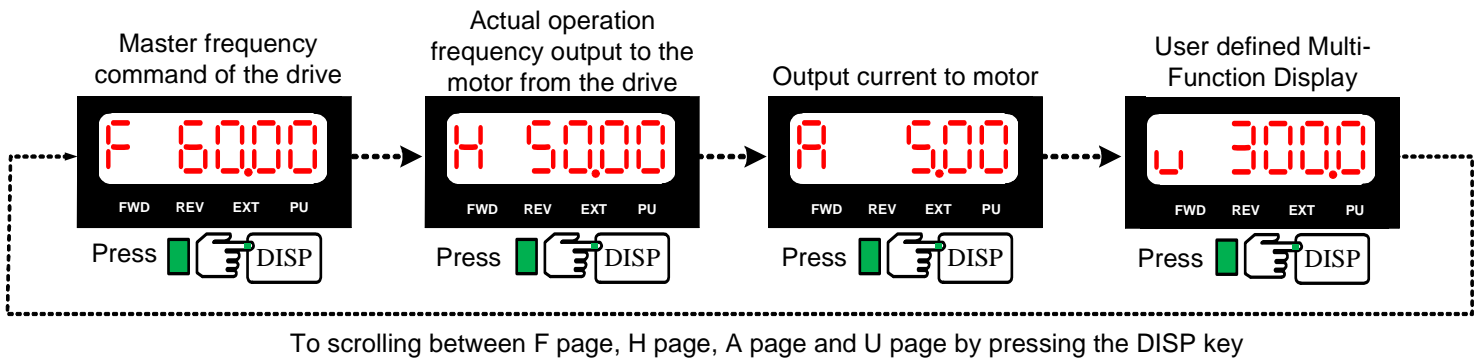 Master frequency
command of the drive
Actual operation
frequency output to the
motor from the drive
Output current to motor
User defined Multi-
Function Display
F 60.00
H 50.00
A 5.00
u 300.0
FWD REV EXT PU
FWD REV EXT PU
FWD REV EXT PU
FWD REV EXT PU
Press DISP
Press DISP
Press DISP
Press DISP
To scrolling between F page, H page, A page and U page by pressing the DISP key